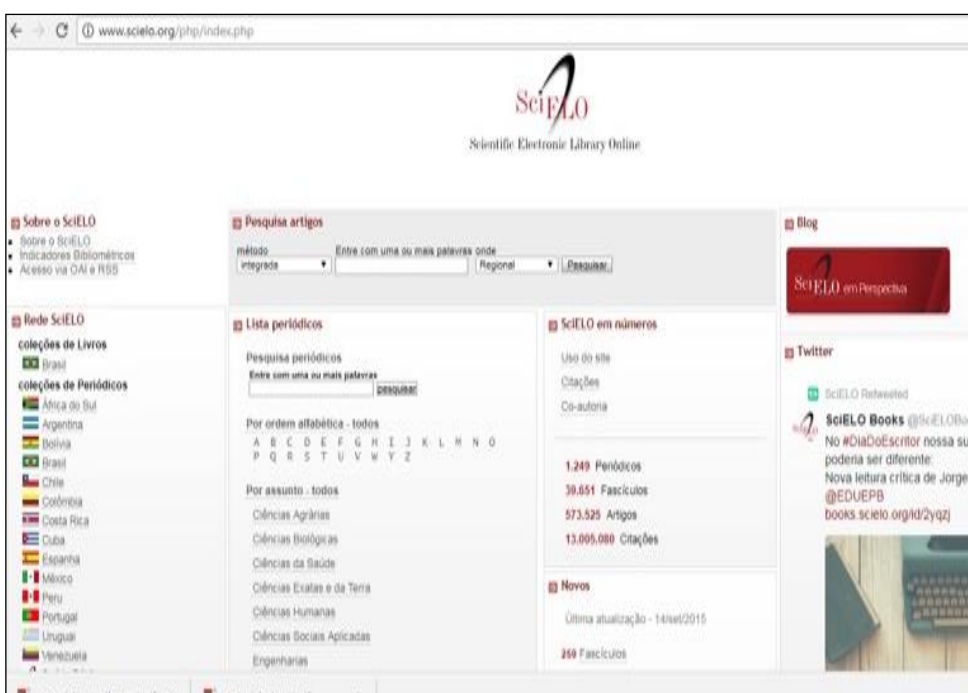 www.scielo.org/php/index.php
SciELO
Scientific Electronic Library Online
Sobre o SciELO
Sobre o SciELO
Indicadores Bibliométricos
Acesso via OAI e RSS
Pesquisa artigos
método Entre com uma ou mais palavras onde
integrada Regional Pesquisar
Blog
SciELO em Perspectiva
Rede SciELO
coleções de Livros
Brasil
coleções de Periódicos
África do Sul
Argentina
Bolívia
Brasil
Chile
Colômbia
Costa Rica
Cuba
Espanha
México
Peru
Portugal
Uruguai
Venezuela
Lista periódicos
Pesquisa periódicos
Entre com uma ou mais palavras
pesquisar
Por ordem alfabética - todos
A B C D E F G H I J K L M N O
P Q R S T U V W Y Z
Por assunto - todos
Ciências Agrárias
Ciências Biológicas
Ciências da Saúde
Ciências Exatas e da Terra
Ciências Humanas
Ciências Sociais Aplicadas
Engenharias
SciELO em números
Uso do site
Citações
Co-autoria
1.249 Periódicos
39.651 Fascículos
573.525 Artigos
13.005.080 Citações
Novos
Última atualização - 14/set/2015
259 Fascículos
Twitter
SciELO Retweeted
SciELO Books @SciELOBo
No #DiaDoEscritor nossa su
poderia ser diferente:
Nova leitura crítica de Jorge
@EDUEPB
books.scielo.org/id/2yqzj